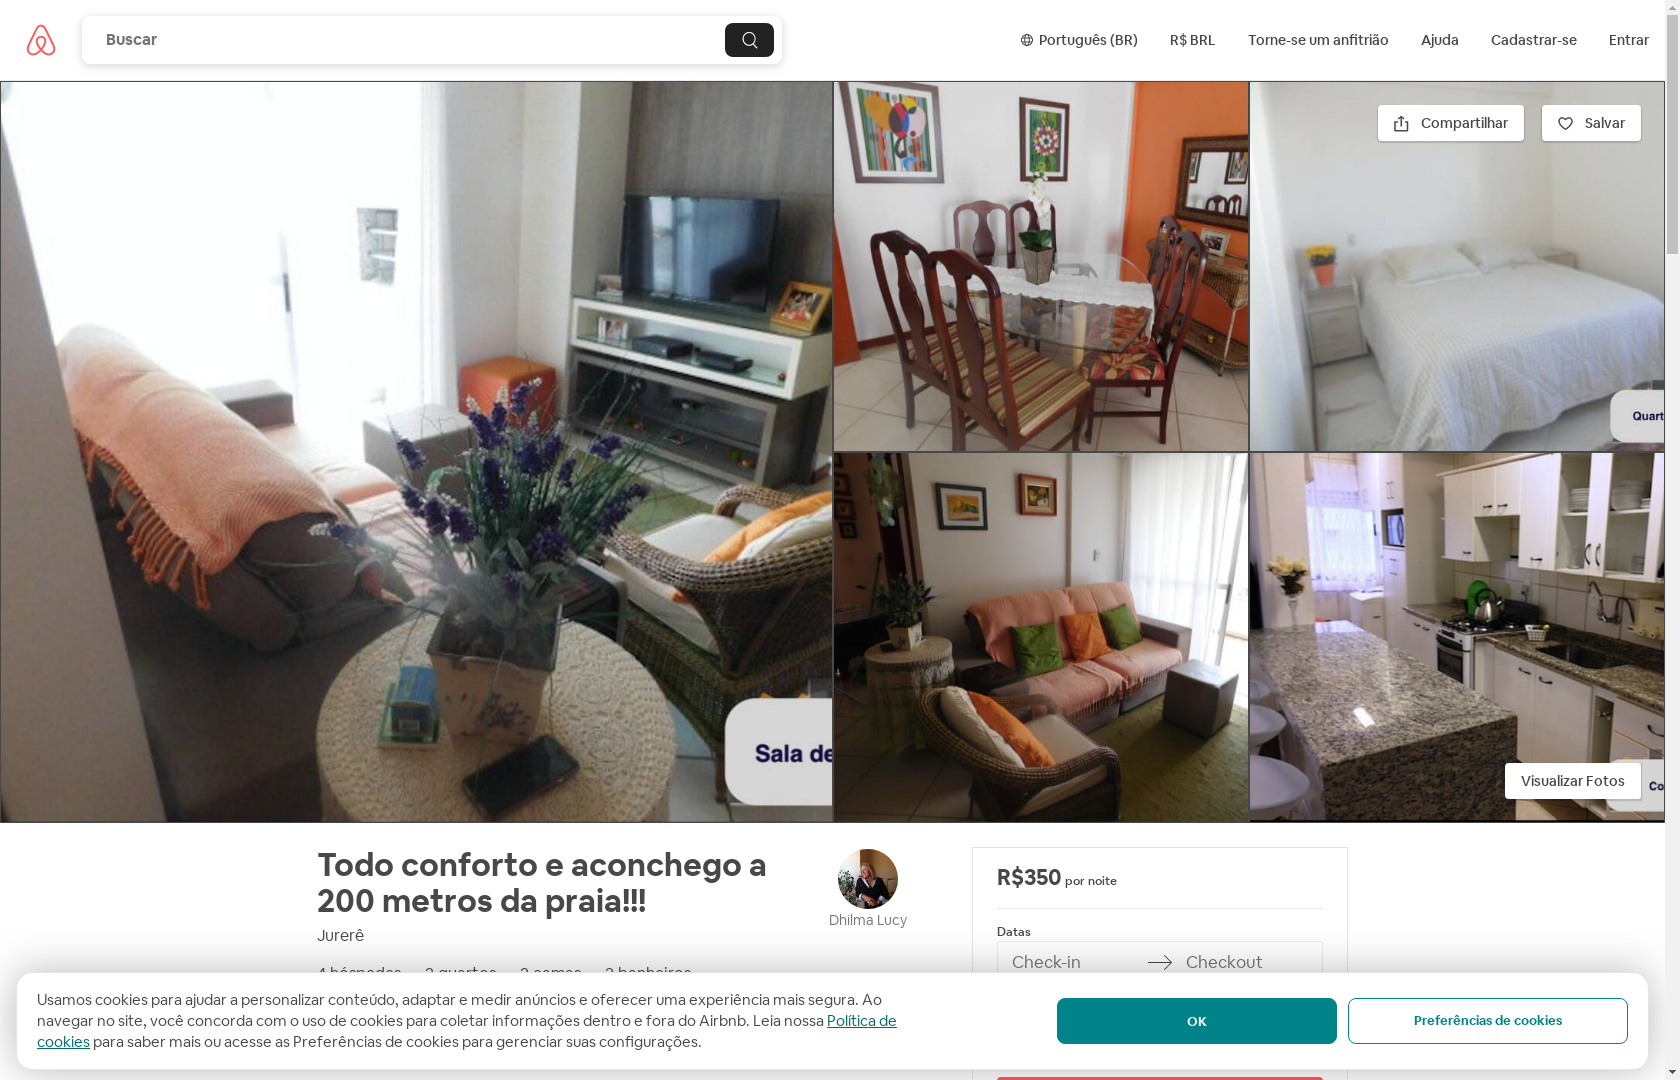 Buscar
Português (BR)
R$ BRL
Torne-se um anfitrião
Ajuda
Cadastrar-se
Entrar
Compartilhar
Salvar
Quart
Sala de
Visualizar Fotos
Co
Todo conforto e aconchego a
200 metros da praia!!!
Jurerê
Dhilma Lucy
R$350 por noite
Datas
Check-in
Checkout
Usamos cookies para ajudar a personalizar conteúdo, adaptar e medir anúncios e oferecer uma experiência mais segura. Ao
navegar no site, você concorda com o uso de cookies para coletar informações dentro e fora do Airbnb. Leia nossa Política de
cookies para saber mais ou acesse as Preferências de cookies para gerenciar suas configurações.
OK
Preferências de cookies